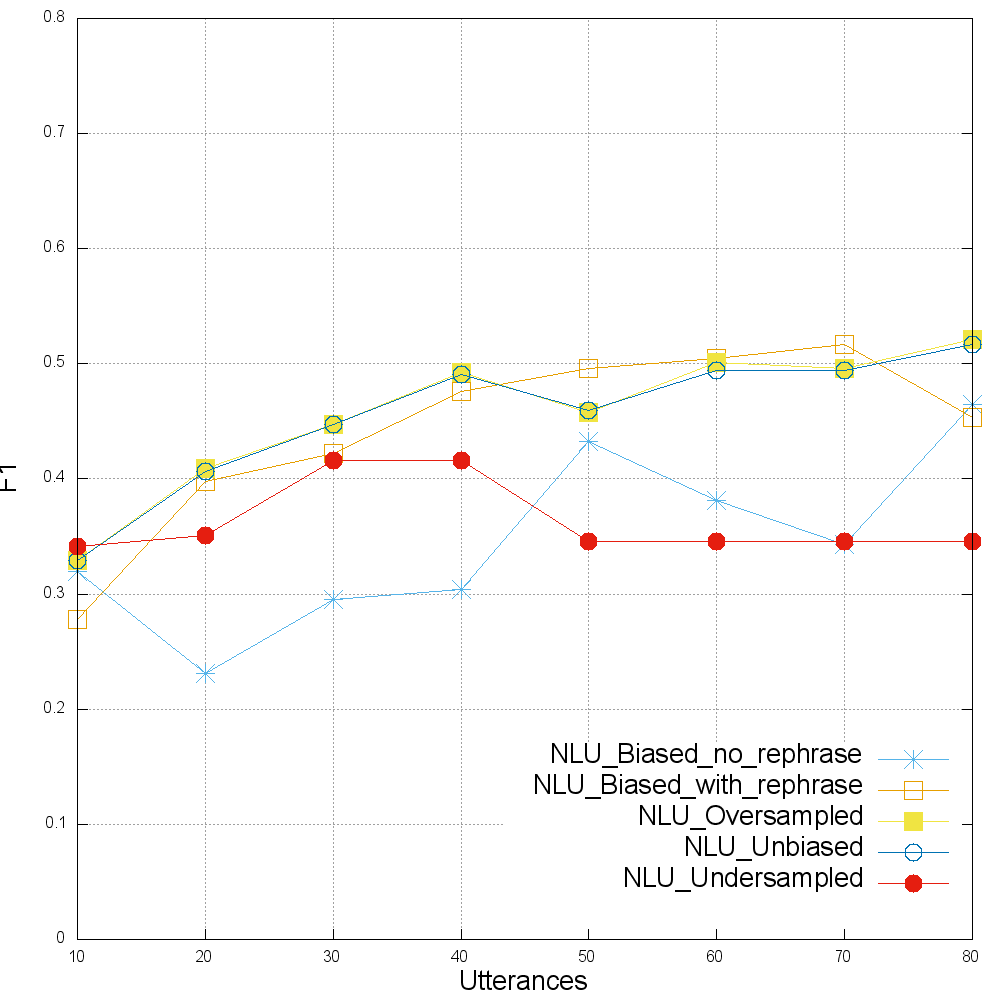 0.8
0.7
0.6
0.5
0.4
0.3
0.2
0.1
0
F1
NLU_Biased_no_rephrase
NLU_Biased_with_rephrase
NLU_Oversampled
NLU_Unbiased
NLU_Undersampled
10 20 30 40 50 60 70 80
Utterances